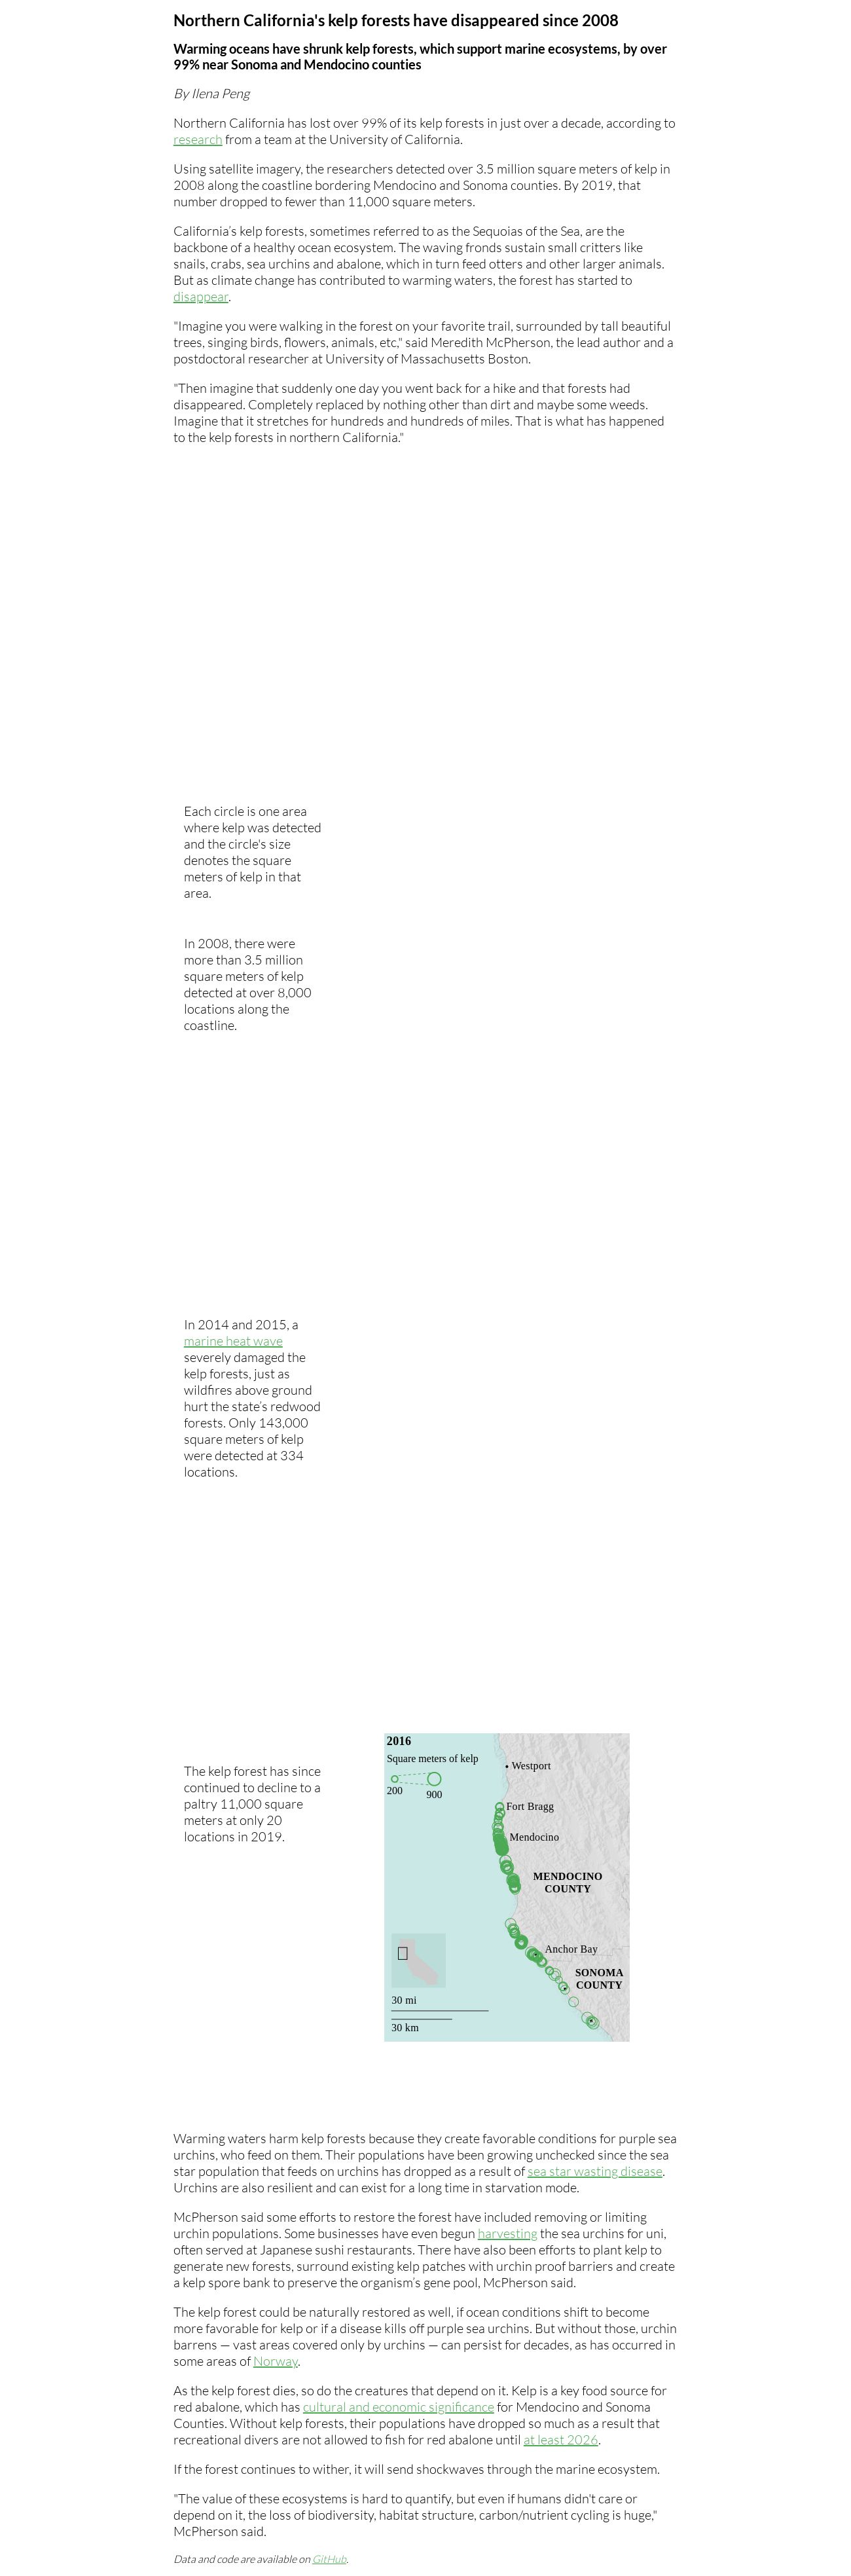 Northern California's kelp forests have disappeared since 2008
Warming oceans have shrunk kelp forests, which support marine ecosystems, by over
99% near Sonoma and Mendocino counties
By Ilena Peng
Northern California has lost over 99% of its kelp forests in just over a decade, according to
research from a team at the University of California.
Using satellite imagery, the researchers detected over 3.5 million square meters of kelp in
2008 along the coastline bordering Mendocino and Sonoma counties. By 2019, that
number dropped to fewer than 11,000 square meters.
California's kelp forests, sometimes referred to as the Sequoias of the Sea, are the
backbone of a healthy ocean ecosystem. The waving fronds sustain small critters like
snails, crabs, sea urchins and abalone, which in turn feed otters and other larger animals.
But as climate change has contributed to warming waters, the forest has started to
disappear.
"Imagine you were walking in the forest on your favorite trail, surrounded by tall beautiful
trees, singing birds, flowers, animals, etc," said Meredith McPherson, the lead author and a
postdoctoral researcher at University of Massachusetts Boston.
"Then imagine that suddenly one day you went back for a hike and that forests had
disappeared. Completely replaced by nothing other than dirt and maybe some weeds.
Imagine that it stretches for hundreds and hundreds of miles. That is what has happened
to the kelp forests in northern California."
Each circle is one area
where kelp was detected
and the circle's size
denotes the square
meters of kelp in that
area.
In 2008, there were
more than 3.5 million
square meters of kelp
detected at over 8,000
locations along the
coastline.
In 2014 and 2015, a
marine heat wave
severely damaged the
kelp forests, just as
wildfires above ground
hurt the state's redwood
forests. Only 143,000
square meters of kelp
were detected at 334
locations.
The kelp forest has since
continued to decline to a
paltry 11,000 square
meters at only 20
locations in 2019.
2016
Square meters of kelp
200
900
Westport
Fort Bragg
Mendocino
MENDOCINO
COUNTY
Anchor Bay
SONOMA
COUNTY
30 mi
30 km
Warming waters harm kelp forests because they create favorable conditions for purple sea
urchins, who feed on them. Their populations have been growing unchecked since the sea
star population that feeds on urchins has dropped as a result of sea star wasting disease.
Urchins are also resilient and can exist for a long time in starvation mode.
McPherson said some efforts to restore the forest have included removing or limiting
urchin populations. Some businesses have even begun harvesting the sea urchins for uni,
often served at Japanese sushi restaurants. There have also been efforts to plant kelp to
generate new forests, surround existing kelp patches with urchin proof barriers and create
a kelp spore bank to preserve the organism's gene pool, McPherson said.
The kelp forest could be naturally restored as well, if ocean conditions shift to become
more favorable for kelp or if a disease kills off purple sea urchins. But without those, urchin
barrens — vast areas covered only by urchins — can persist for decades, as has occurred in
some areas of Norway.
As the kelp forest dies, so do the creatures that depend on it. Kelp is a key food source for
red abalone, which has cultural and economic significance for Mendocino and Sonoma
Counties. Without kelp forests, their populations have dropped so much as a result that
recreational divers are not allowed to fish for red abalone until at least 2026.
If the forest continues to wither, it will send shockwaves through the marine ecosystem.
"The value of these ecosystems is hard to quantify, but even if humans didn't care or
depend on it, the loss of biodiversity, habitat structure, carbon/nutrient cycling is huge,"
McPherson said.
Data and code are available on GitHub.